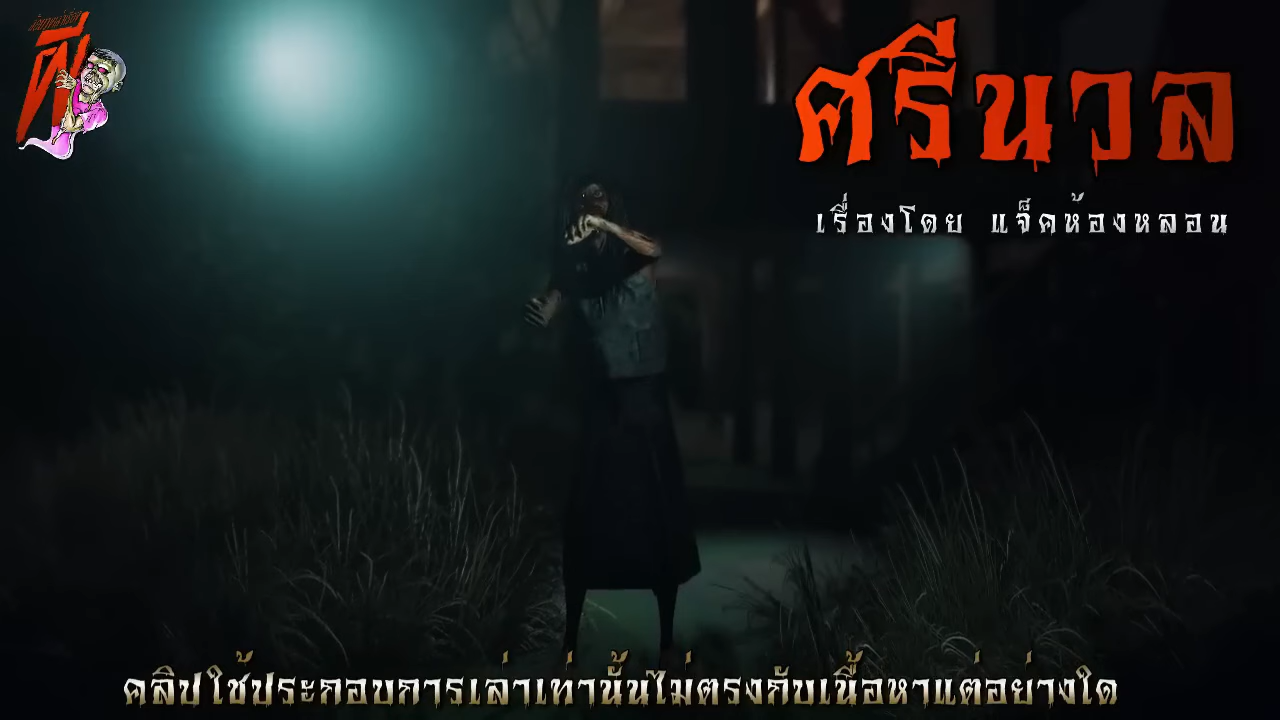 ผี
ศรีนวล
เรื่องโดย แจ็คห้องหลอน
คลิปใช้ประกอบการเล่าเท่านั้นไม่ตรงกับเนื้อหาแต่อย่างใด